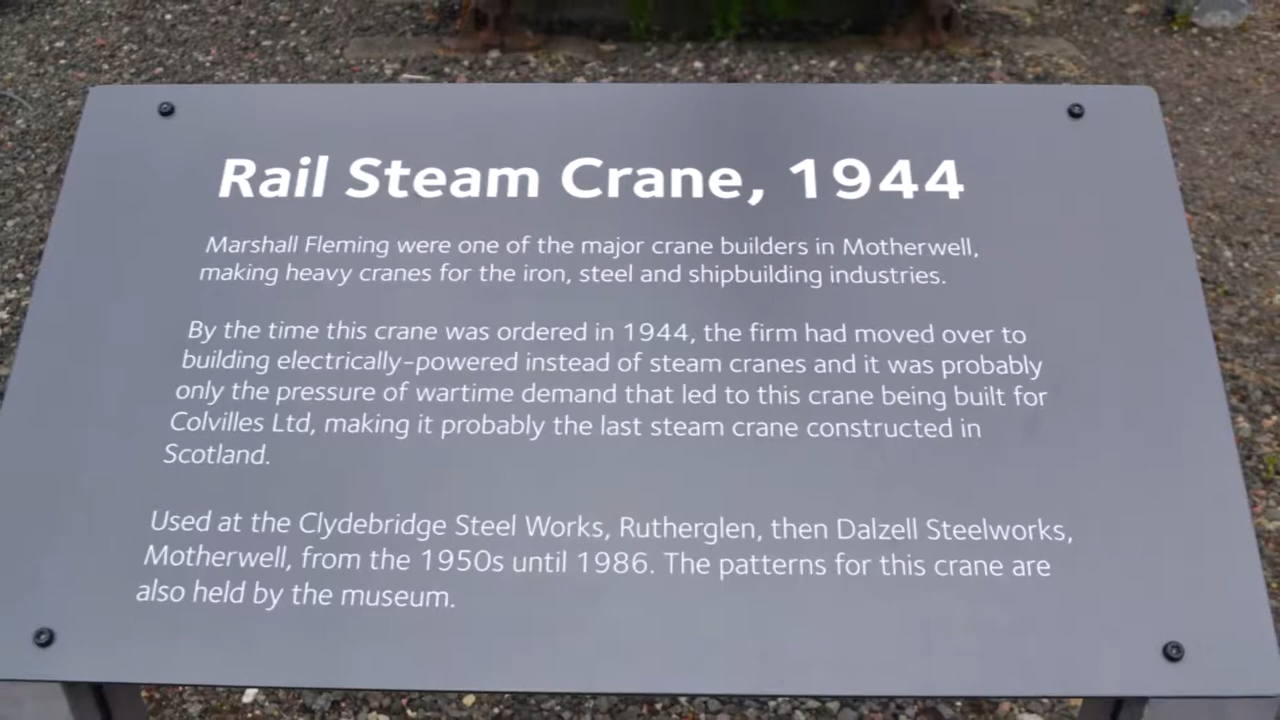 Rail Steam Crane, 1944
Marshall Fleming were one of the major crane builders in Motherwell,
making heavy cranes for the iron, steel and shipbuilding industries.
By the time this crane was ordered in 1944, the firm had moved over to
building electrically-powered instead of steam cranes and it was probably
only the pressure of wartime demand that led to this crane being built for
Colvilles Ltd, making it probably the last steam crane constructed in
Scotland.
Used at the Clydebridge Steel Works, Rutherglen, then Dalzell Steelworks,
Motherwell, from the 1950s until 1986. The patterns for this crane are
also held by the museum.